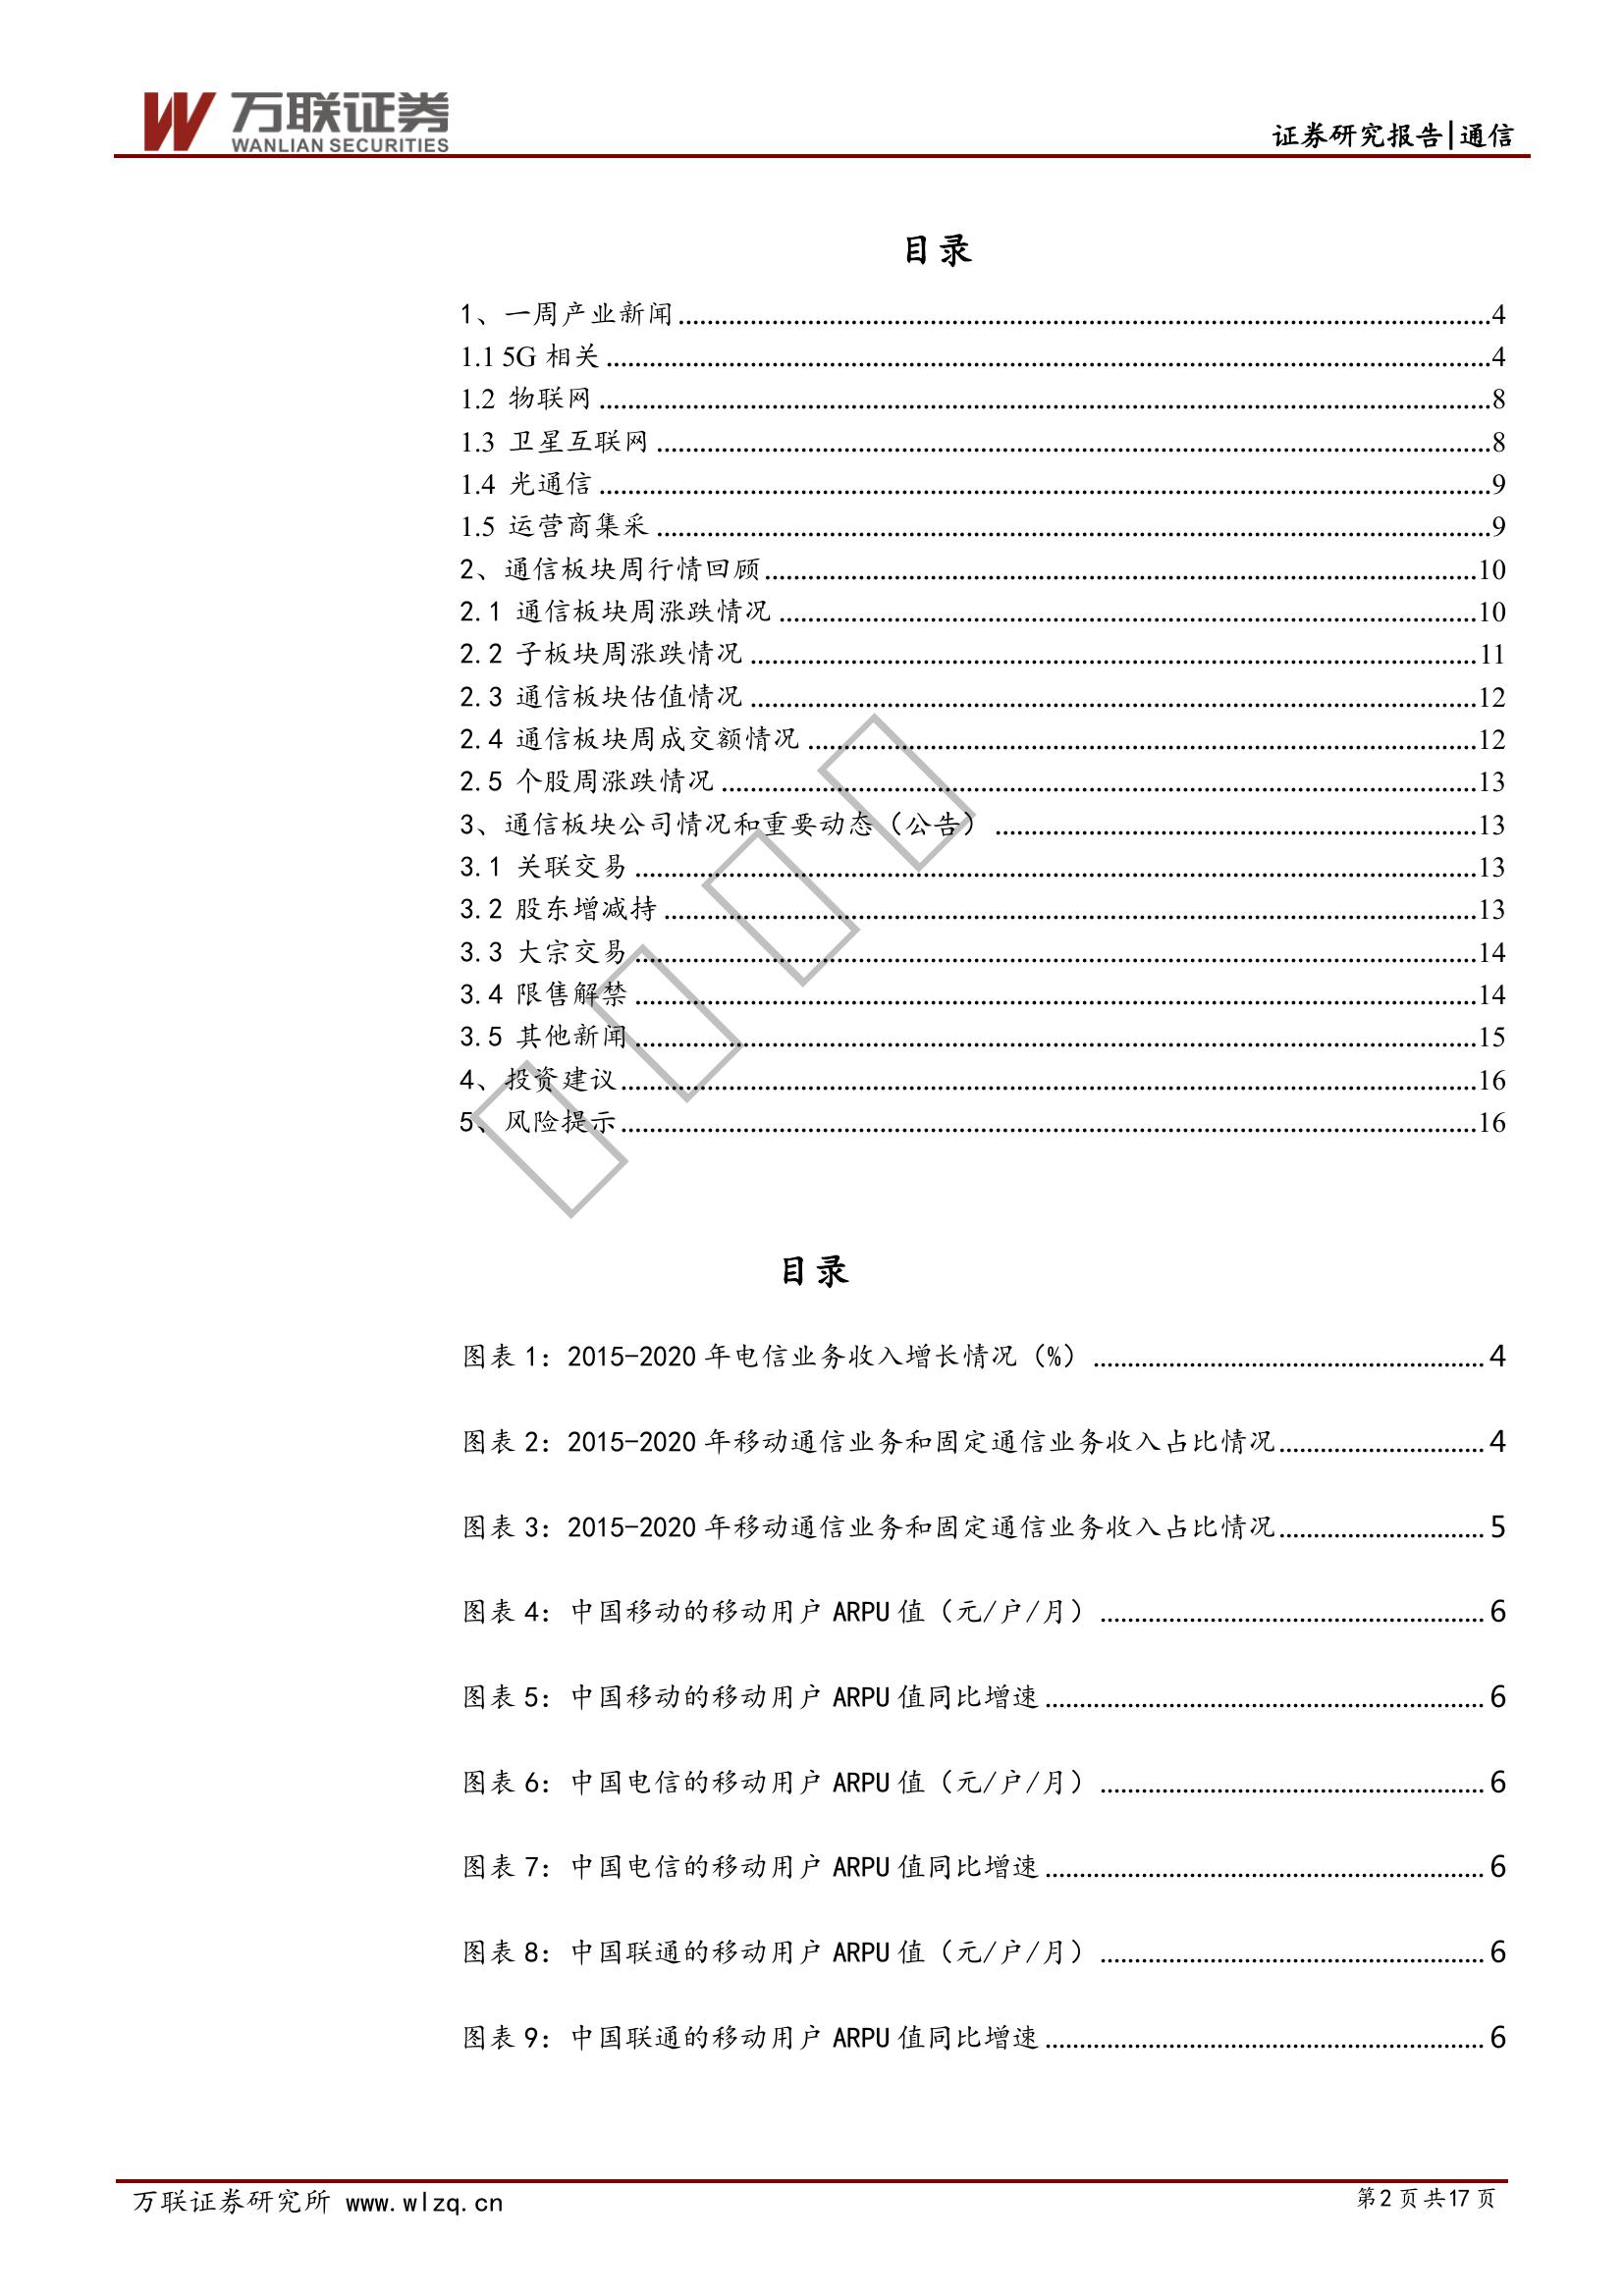 万联证券
WANLIAN SECURITIES
证券研究报告|通信
目录
1、一周产业新闻........4
1.1 5G 相关........4
1.2 物联网........8
1.3 卫星互联网........8
1.4 光通信........9
1.5 运营商集采........9
2、通信板块周行情回顾........10
2.1 通信板块周涨跌情况........10
2.2 子板块周涨跌情况........11
2.3 通信板块估值情况........12
2.4 通信板块周成交额情况........12
2.5 个股周涨跌情况........13
3、通信板块公司情况和重要动态（公告）........13
3.1 关联交易........13
3.2 股东增减持........13
3.3 大宗交易........14
3.4 限售解禁........14
3.5 其他新闻........15
4、投资建议........16
5、风险提示........16
目录
图表 1：2015-2020 年电信业务收入增长情况（%）........4
图表 2：2015-2020 年移动通信业务和固定通信业务收入占比情况........4
图表 3：2015-2020 年移动通信业务和固定通信业务收入占比情况........5
图表 4：中国移动的移动用户 ARPU 值（元/户/月）........6
图表 5：中国移动的移动用户 ARPU 值同比增速........6
图表 6：中国电信的移动用户 ARPU 值（元/户/月）........6
图表 7：中国电信的移动用户 ARPU 值同比增速........6
图表 8：中国联通的移动用户 ARPU 值（元/户/月）........6
图表 9：中国联通的移动用户 ARPU 值同比增速........6
万联证券研究所 www.wlzq.cn
第 2 页 共 17 页